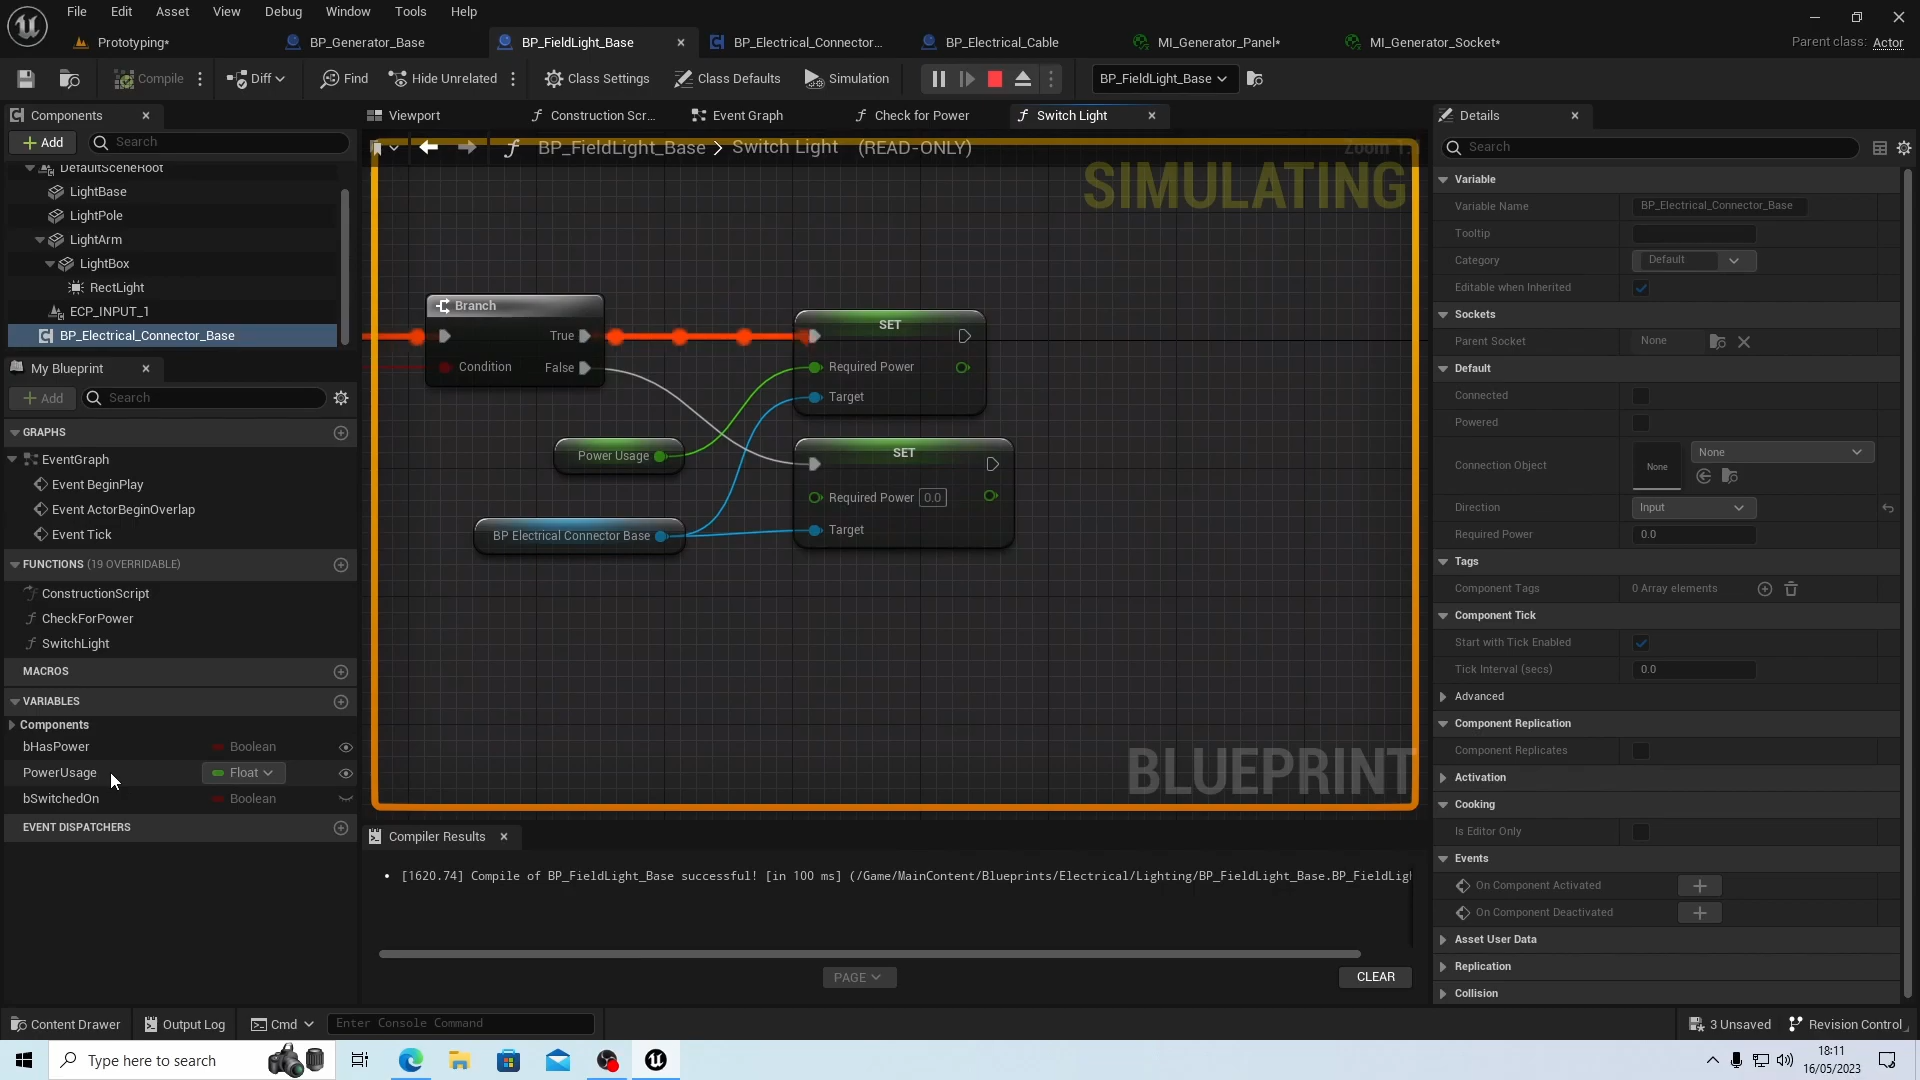 File Edit Asset View Debug Window Tools Help
Prototyping* BP_Generator_Base BP_FieldLight_Base BP_Electrical_Connector... BP_Electrical_Cable MI_Generator_Panel* MI_Generator_Socket* Parent class: Actor
Compile Diff Find Hide Unrelated Class Settings Class Defaults Simulation BP_FieldLight_Base
Components Viewport Construction Scr... Event Graph Check for Power Switch Light Details
Add Search
BP_FieldLight_Base > Switch Light (READ-ONLY) Zoom 1:
Search
SIMULATING
DefaultSceneRoot
LightBase
LightPole
LightArm
LightBox
RectLight
ECP_INPUT_1
BP_Electrical_Connector_Base
My Blueprint
Add Search
GRAPHS
EventGraph
Event BeginPlay
Event ActorBeginOverlap
Event Tick
FUNCTIONS (19 OVERRIDABLE)
ConstructionScript
CheckForPower
SwitchLight
MACROS
VARIABLES
Components
bHasPower Boolean
PowerUsage Float
bSwitchedOn Boolean
EVENT DISPATCHERS
Branch
True
Condition False
SET
Required Power
Target
Power Usage
SET
Required Power 0.0
Target
BP Electrical Connector Base
BLUEPRINT
Compiler Results
[1620.74] Compile of BP_FieldLight_Base successful! [in 100 ms] (/Game/MainContent/Blueprints/Electrical/Lighting/BP_FieldLight_Base.BP_FieldLigh
PAGE CLEAR
Variable
Variable Name BP_Electrical_Connector_Base
Tooltip
Category Default
Editable when Inherited
Sockets
Parent Socket None
Default
Connected
Powered
Connection Object None None
Direction Input
Required Power 0.0
Tags
Component Tags 0 Array elements
Component Tick
Start with Tick Enabled
Tick Interval (secs) 0.0
Advanced
Component Replication
Component Replicates
Activation
Cooking
Is Editor Only
Events
On Component Activated
On Component Deactivated
Asset User Data
Replication
Collision
Content Drawer Output Log Cmd Enter Console Command 3 Unsaved Revision Control
Type here to search
18:11
16/05/2023